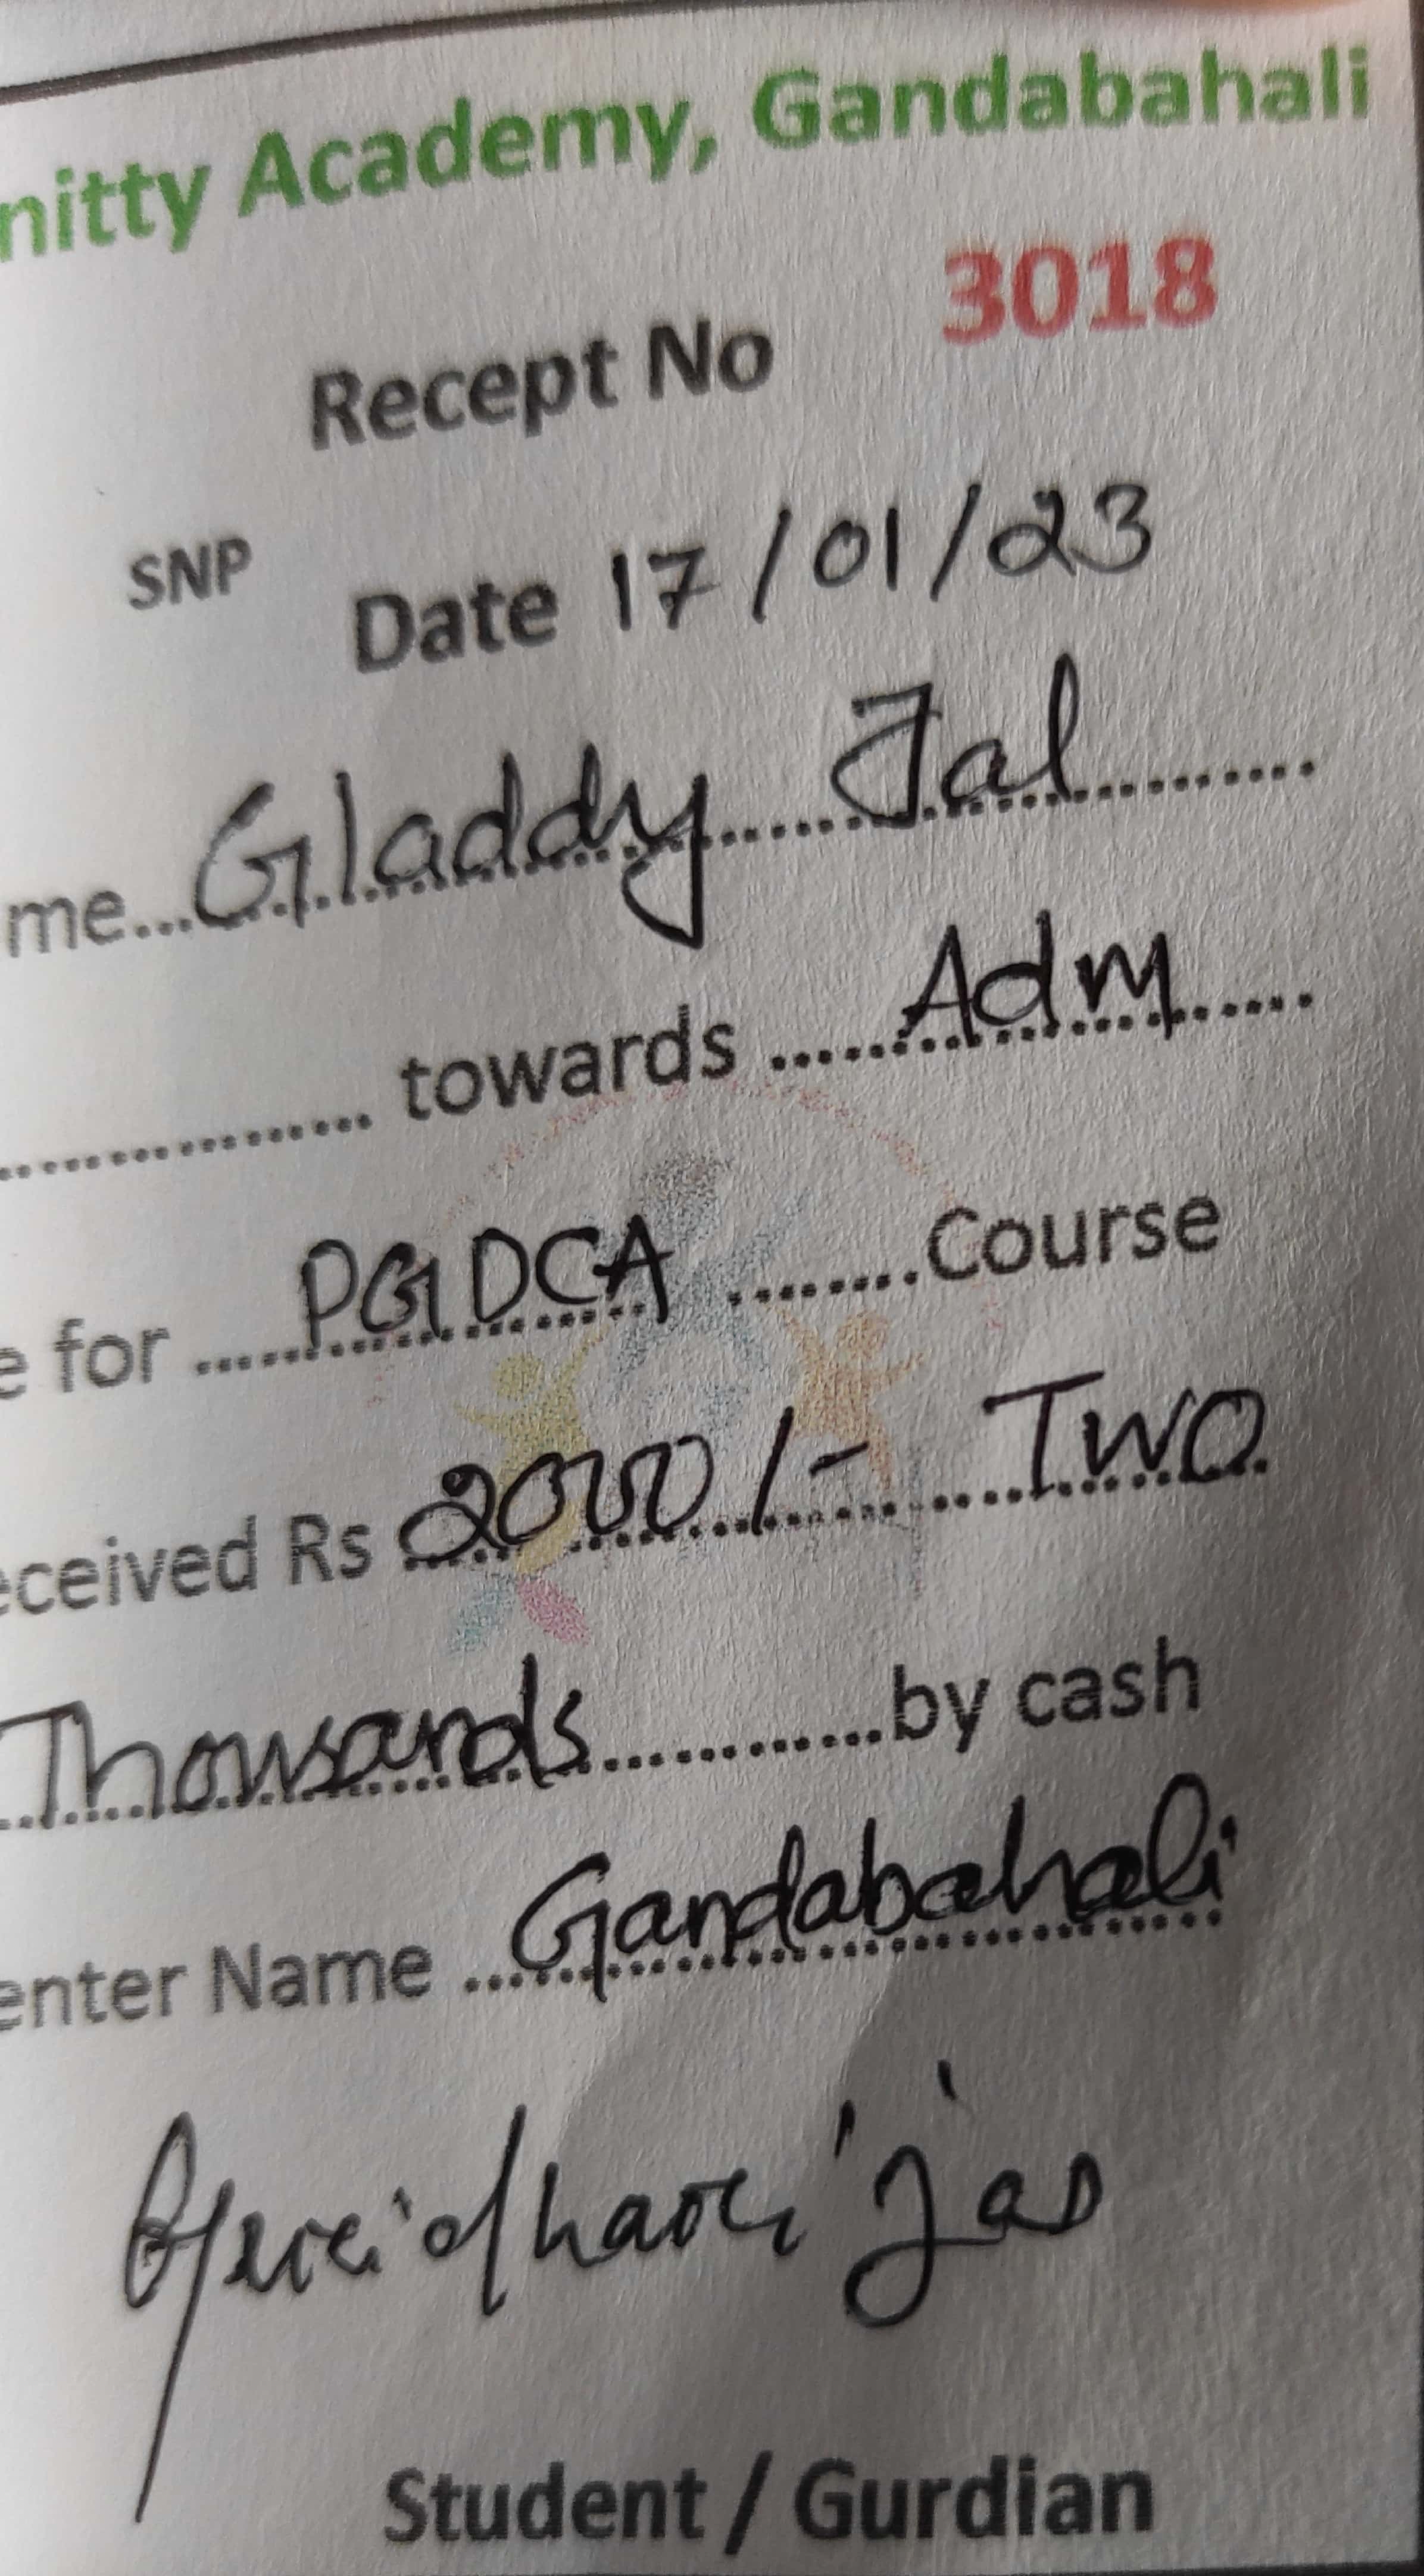 nitty Academy, Gandabahali
Recept No 3018
SNP Date 17/01/23
me...Gladdy Jal
towards Adm
e for PGDCA Course
eceived Rs 2000/- Two
Thousands by cash
enter Name Gandabahali
Student / Gurdian